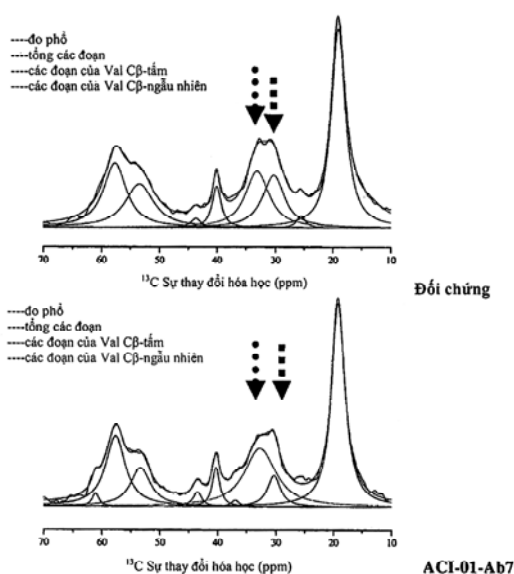 ----đo phổ
----tổng các đoạn
----các đoạn của Val Cβ-tấm
----các đoạn của Val Cβ-ngẫu nhiên
70 60 50 40 30 20 10
¹³C Sự thay đổi hóa học (ppm)
Đối chứng
----đo phổ
----tổng các đoạn
----các đoạn của Val Cβ-tấm
----các đoạn của Val Cβ-ngẫu nhiên
70 60 50 40 30 20 10
¹³C Sự thay đổi hóa học (ppm)
ACI-01-Ab7